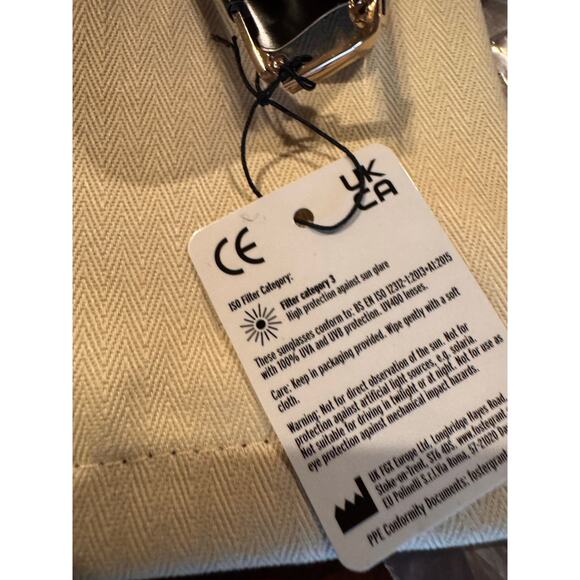 CE
UK
CA
ISO Filter Category:
Filter category 3
High protection against sun glare
These sunglasses conform to: BS EN ISO 12312-1:2013+A1:2015
with 100% UVA and UVB protection. UV400 lenses.
Care: Keep in packaging provided. Wipe gently with a soft
cloth.
Warning: Not for direct observation of the sun. Not for
protection against artificial light sources, e.g. solaria.
Not suitable for driving in twilight or at night. Not for use as
eye protection against mechanical impact hazards.
UK FGX Europe Ltd, Longbridge Hayes Road,
Stoke-on-Trent, ST6 4DS. www.fostergrant.
EU Polinelli S.r.l. Via Roma, 57-21020
PPE Conformity Documents: fostergrant